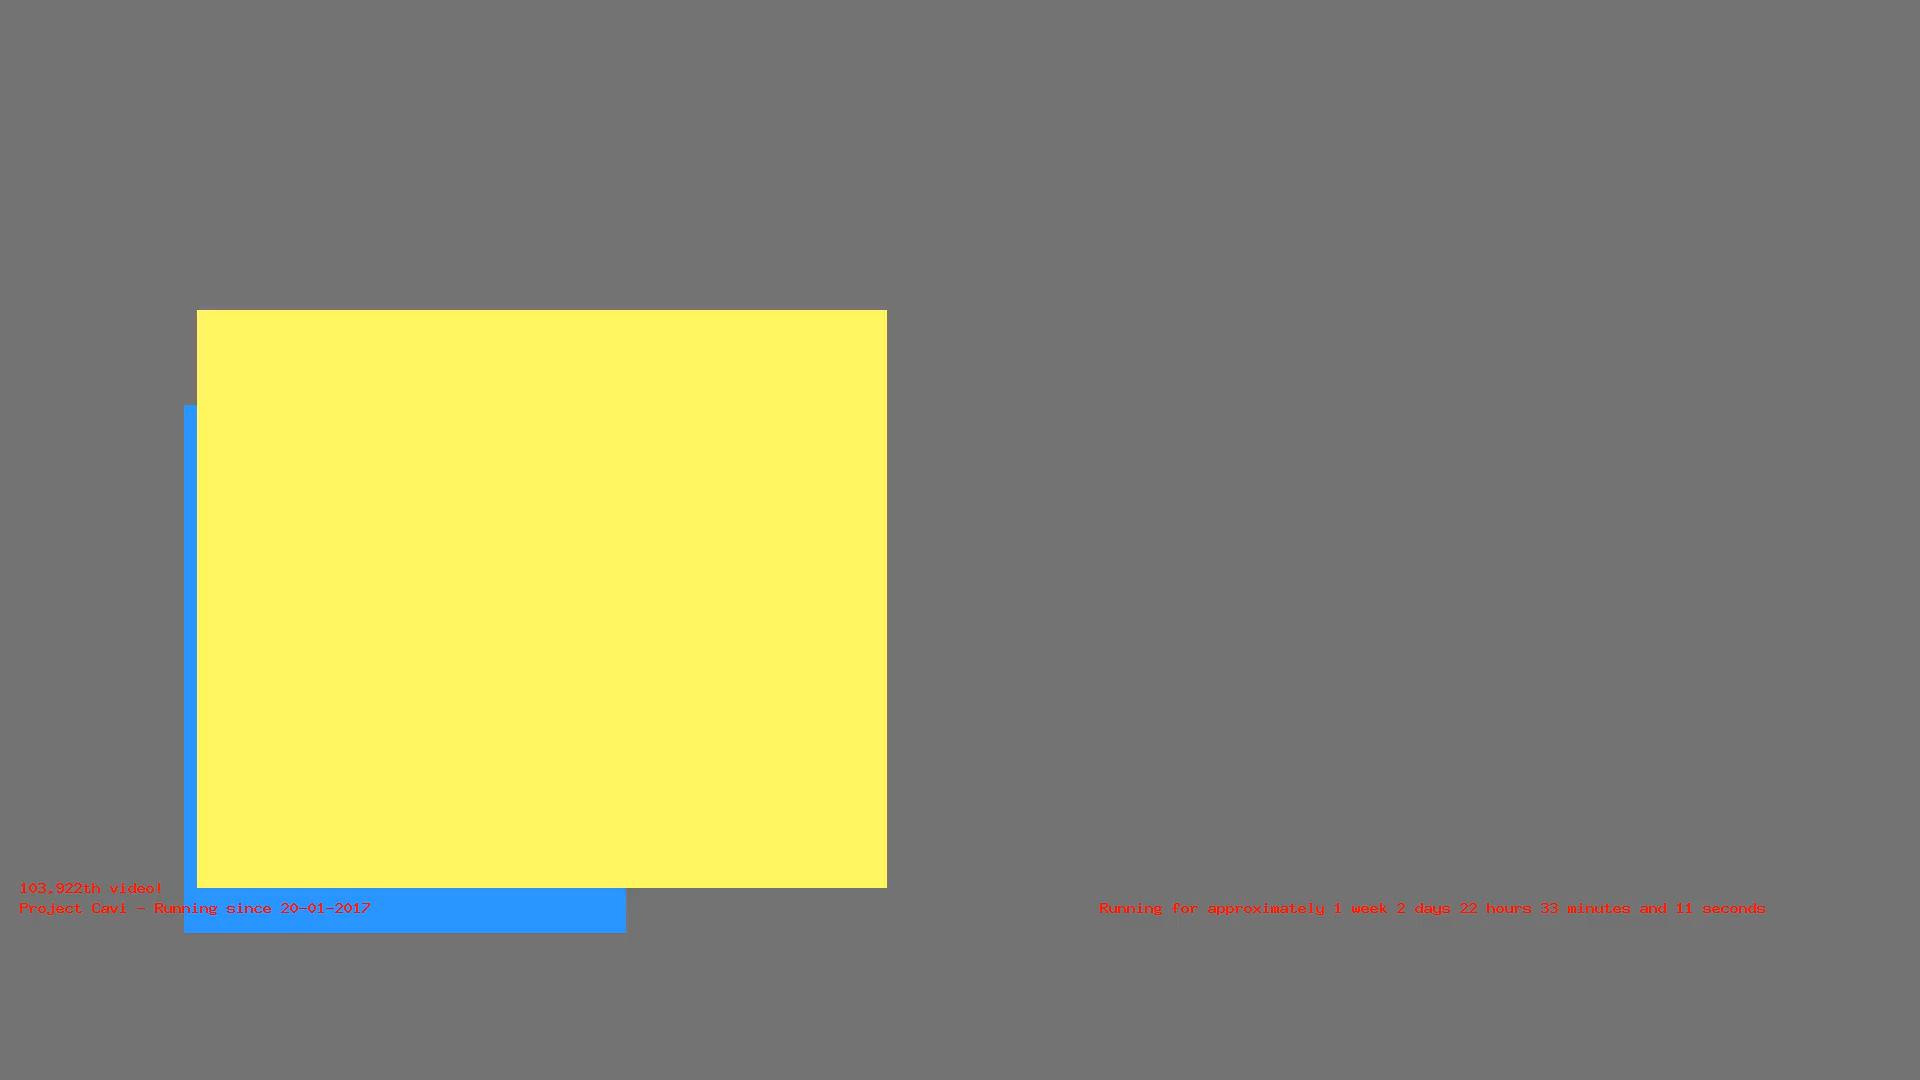 103,922th video!
Project Cavi - Running since 20-01-2017
Running for approximately 1 week 2 days 22 hours 33 minutes and 11 seconds